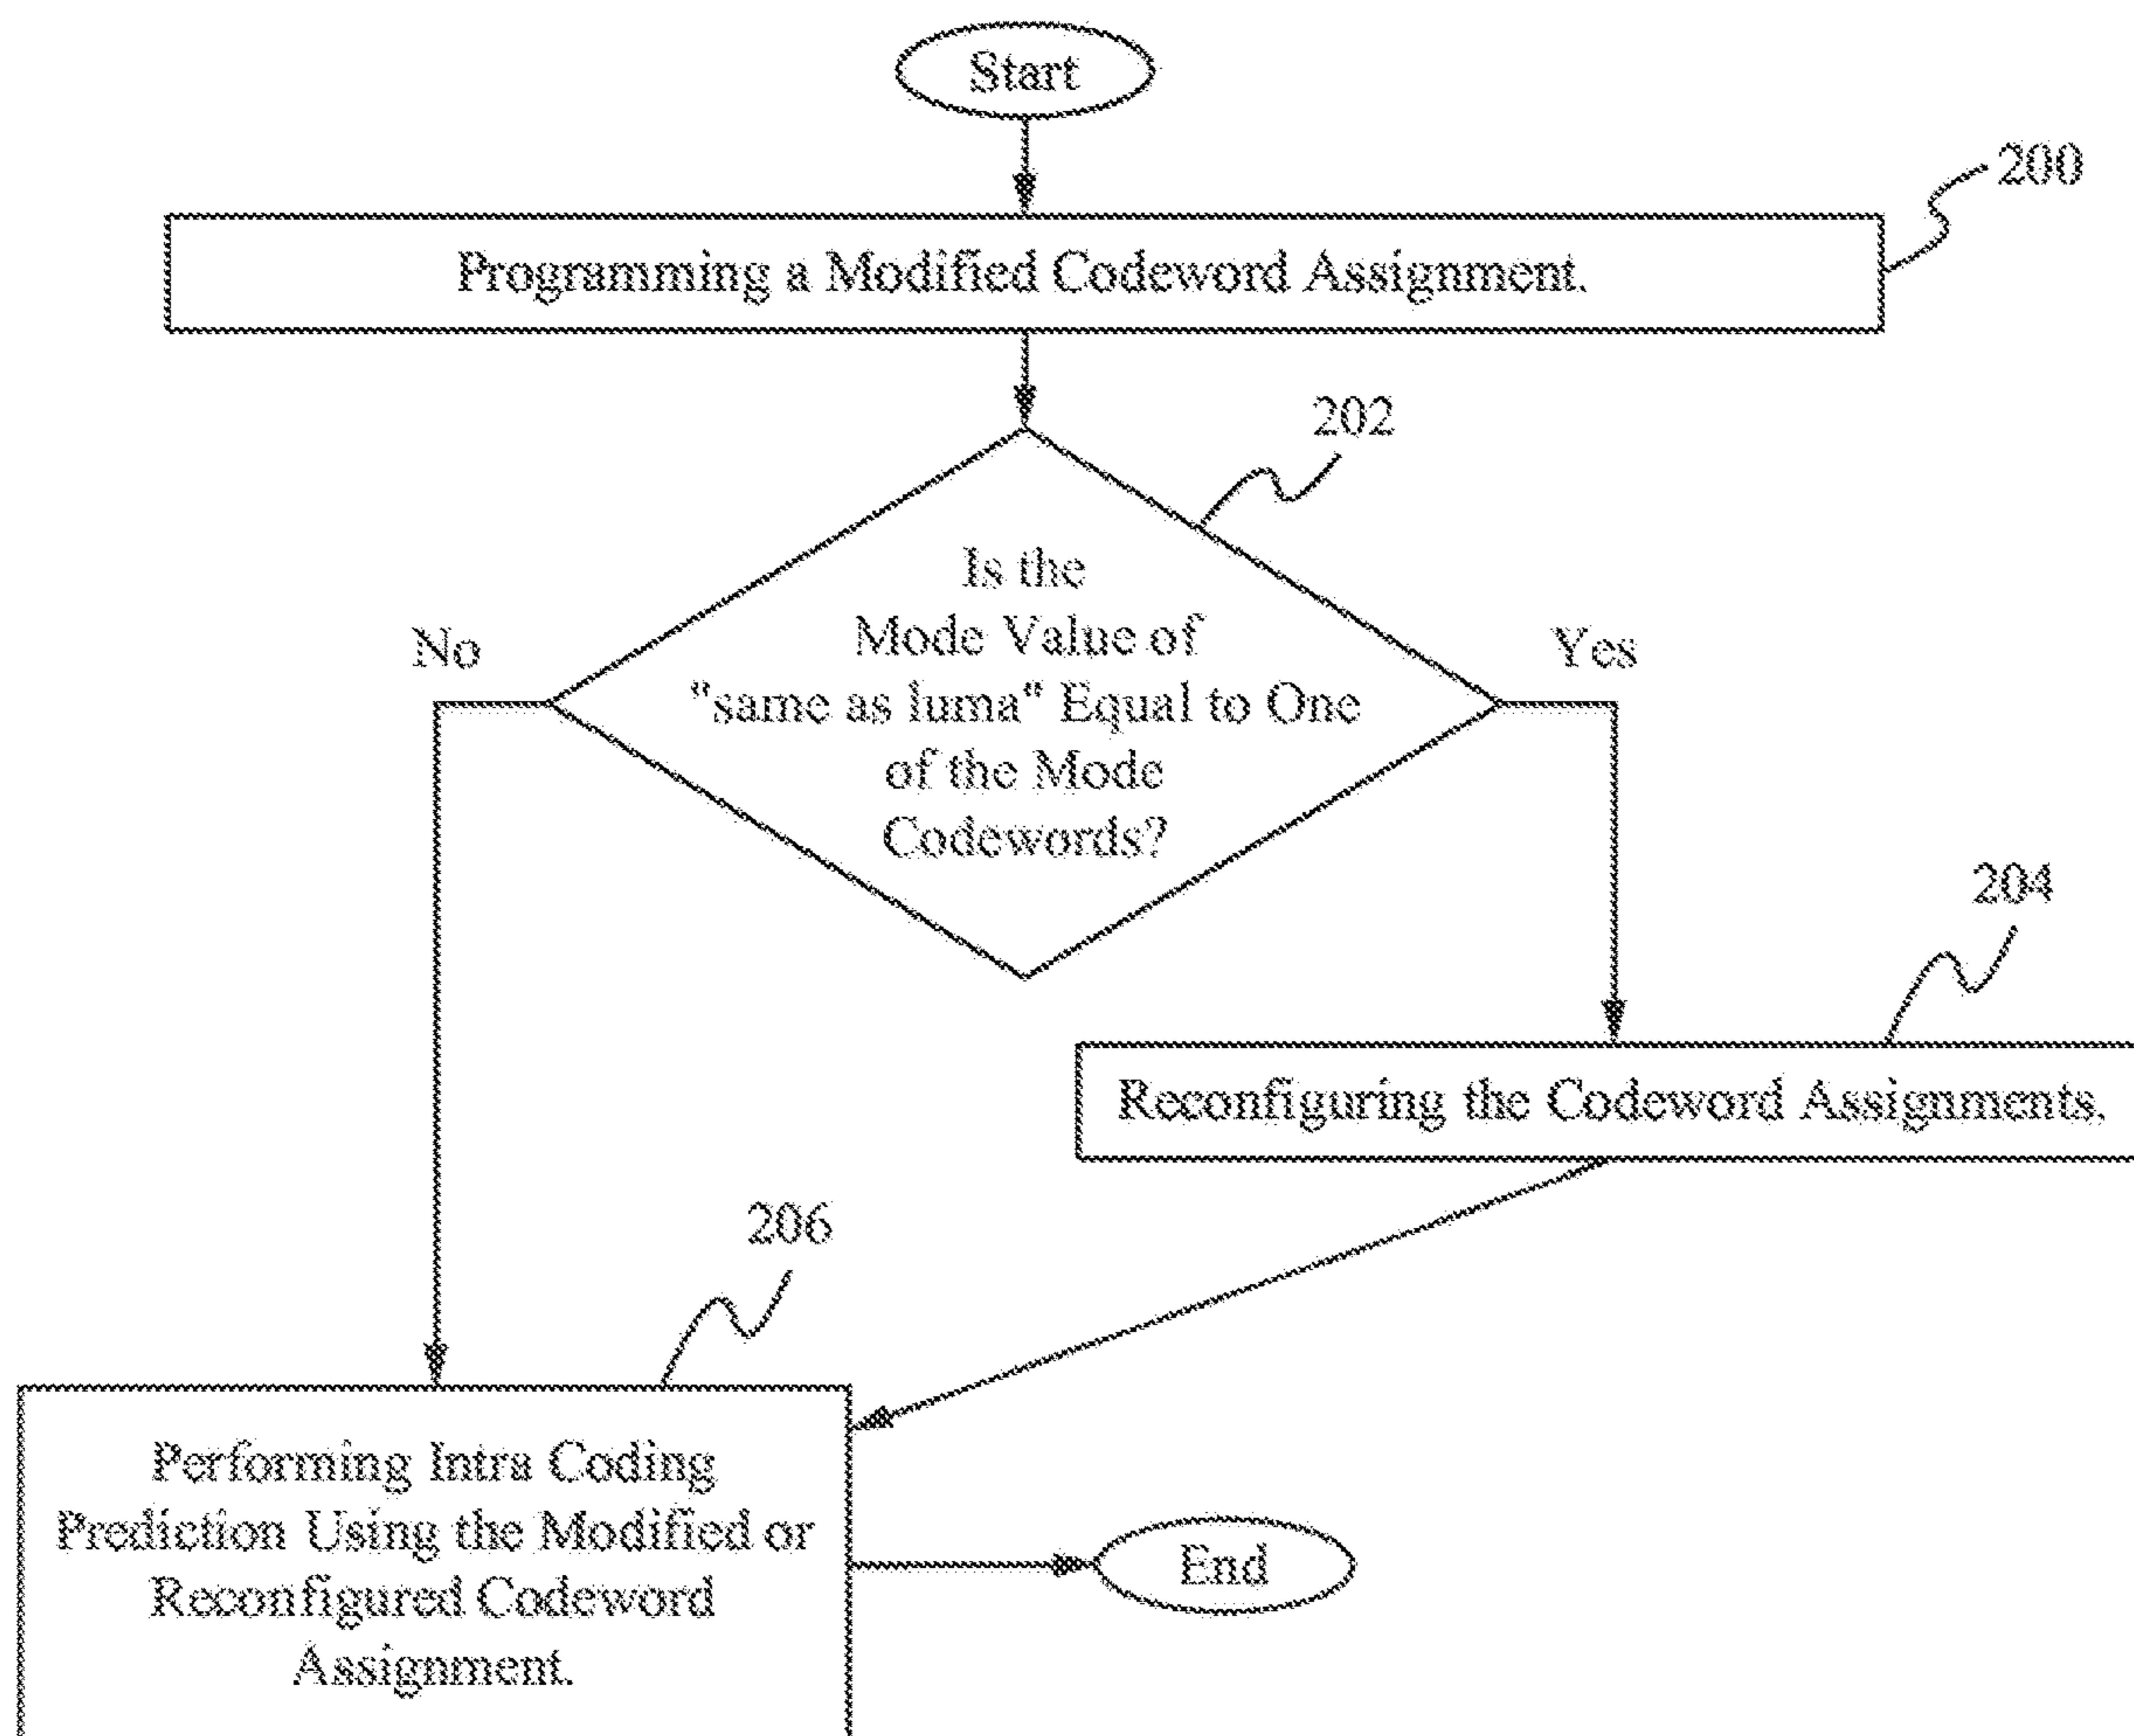 Start
200
Programming a Modified Codeword Assignment.
202
Is the
Mode Value of
No
Yes
"same as luma" Equal to One
of the Mode
Codewords?
204
Reconfiguring the Codeword Assignments.
206
Performing Intra Coding
Prediction Using the Modified or
Reconfigured Codeword
Assignment.
End